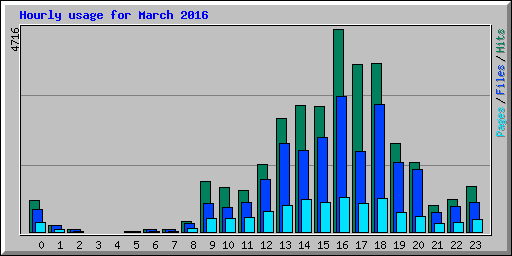 Hourly usage for March 2016
4716
Pages / Files / Hits
0 1 2 3 4 5 6 7 8 9 10 11 12 13 14 15 16 17 18 19 20 21 22 23